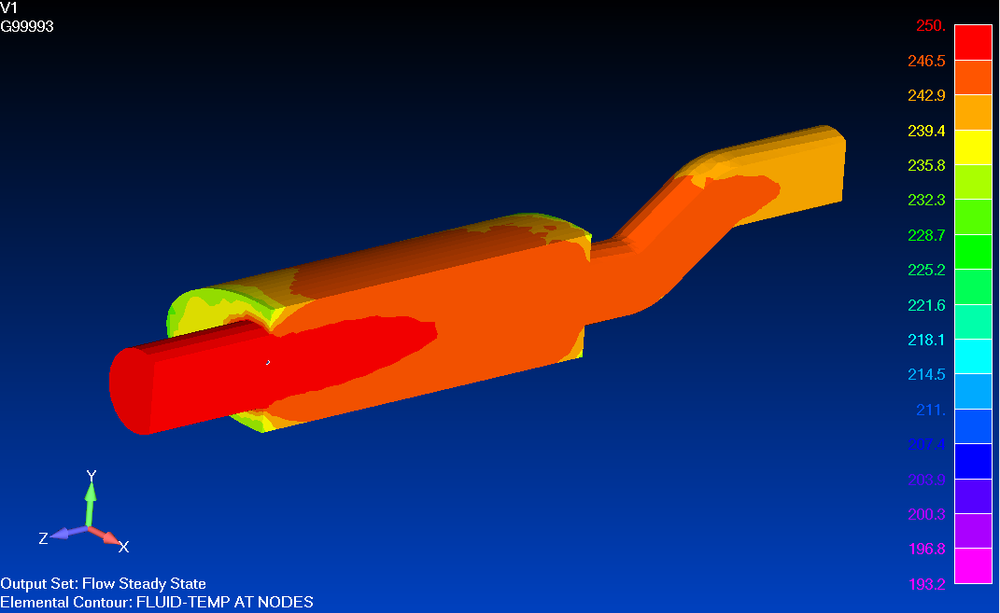 V1
G99993
250.
246.5
242.9
239.4
235.8
232.3
228.7
225.2
221.6
218.1
214.5
211.
207.4
203.9
200.3
196.8
193.2
Y
Z
X
Output Set: Flow Steady State
Elemental Contour: FLUID-TEMP AT NODES